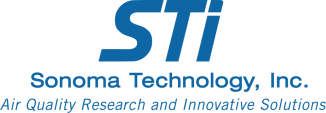 STi
Sonoma Technology, Inc.
Air Quality Research and Innovative Solutions